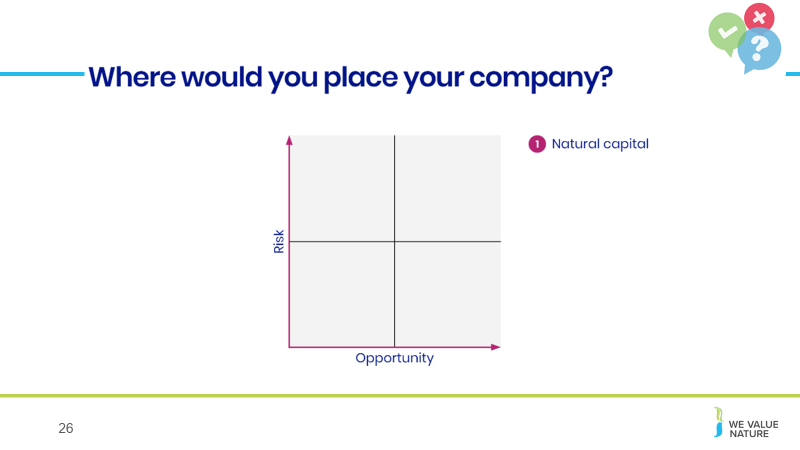 Where would you place your company?
1 Natural capital
Risk
Opportunity
26
WE VALUE
NATURE